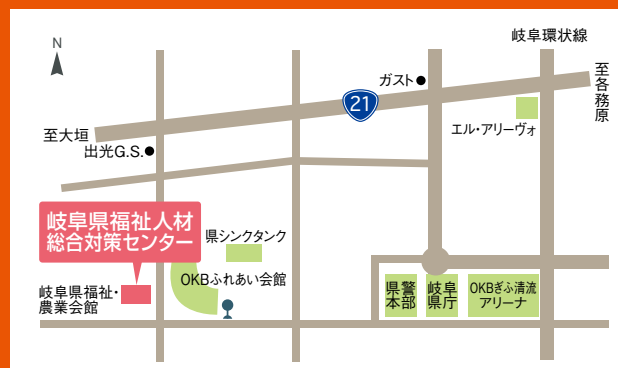 N
岐阜環状線
ガスト
至各務原
21
エル・アリーヴォ
至大垣
出光G.S.
岐阜県福祉人材
総合対策センター
県シンクタンク
OKBふれあい会館
岐阜県福祉・
農業会館
県警
本部
岐阜
県庁
OKBぎふ清流
アリーナ